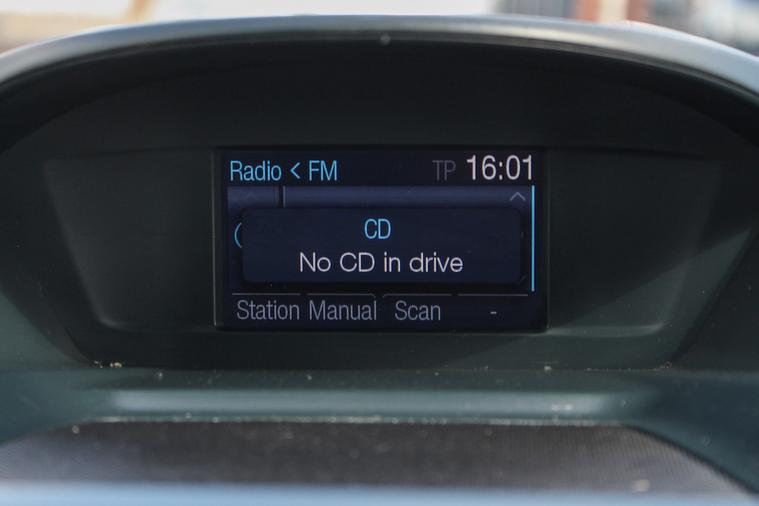 Radio < FM TP 16:01
CD
No CD in drive
Station Manual Scan -